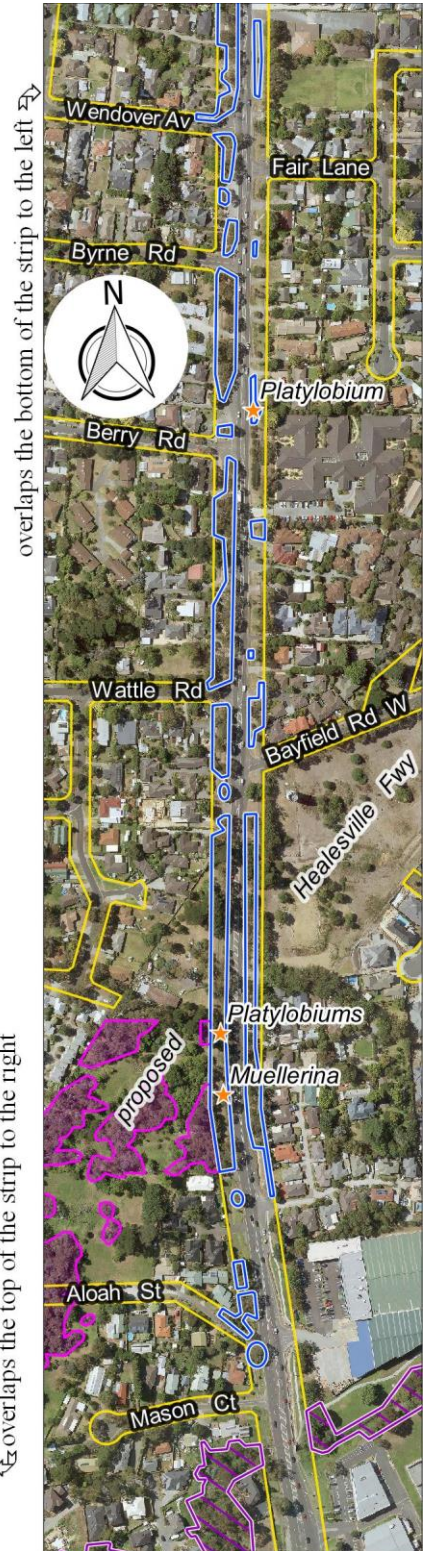 overlaps the bottom of the strip to the left
Wendover Av
Fair Lane
Byrne Rd
N
Platylobium
Berry Rd
Wattle Rd
Bayfield Rd W
Healesville Fwy
Platylobiums
proposed
Muellerina
overlaps the top of the strip to the right
Aloah St
Mason Ct